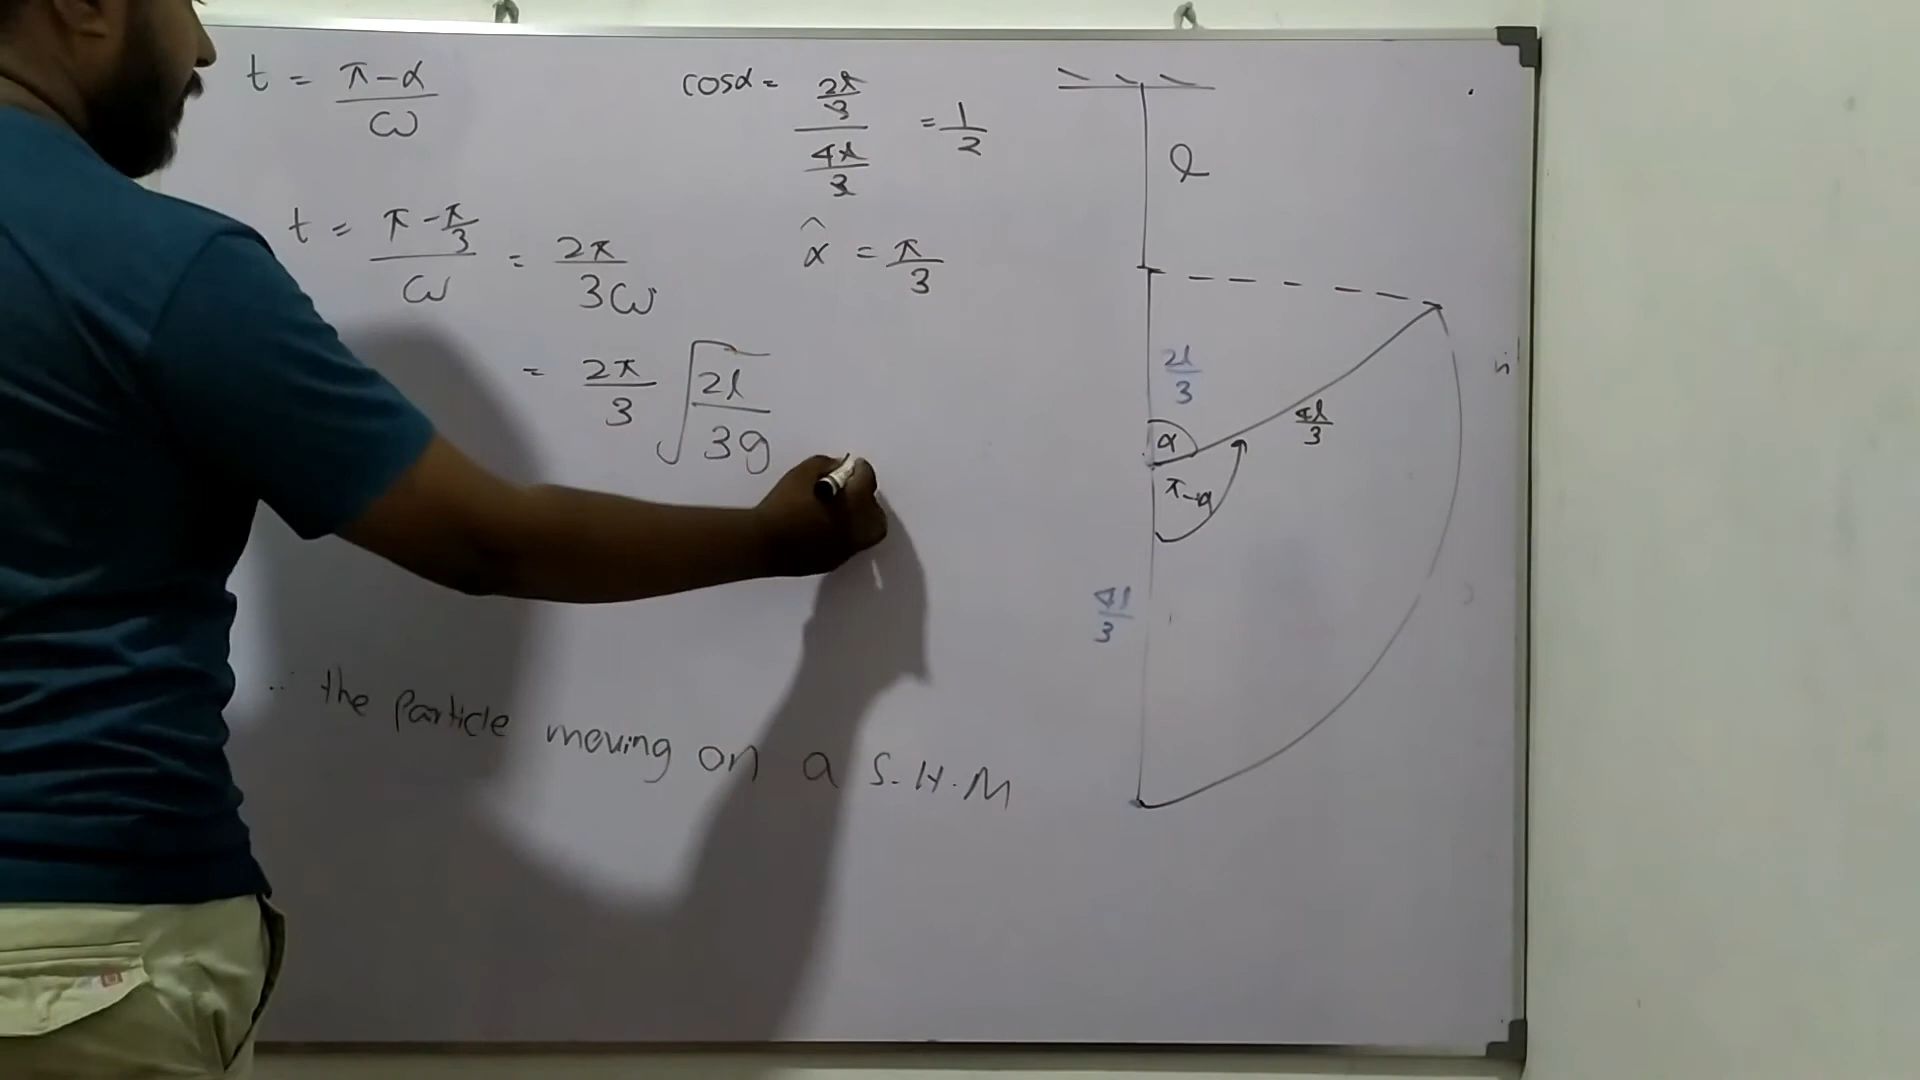 t = (π-α)/ω
cosα = (2l/3)/(4l/3) = 1/2
t = (π-π/3)/ω = 2π/3ω
α̂ = π/3
= 2π/3 √(2l/3g)
∴ the particle moving on a S.H.M
l
2l/3
4l/3
α
π-α
4l/3